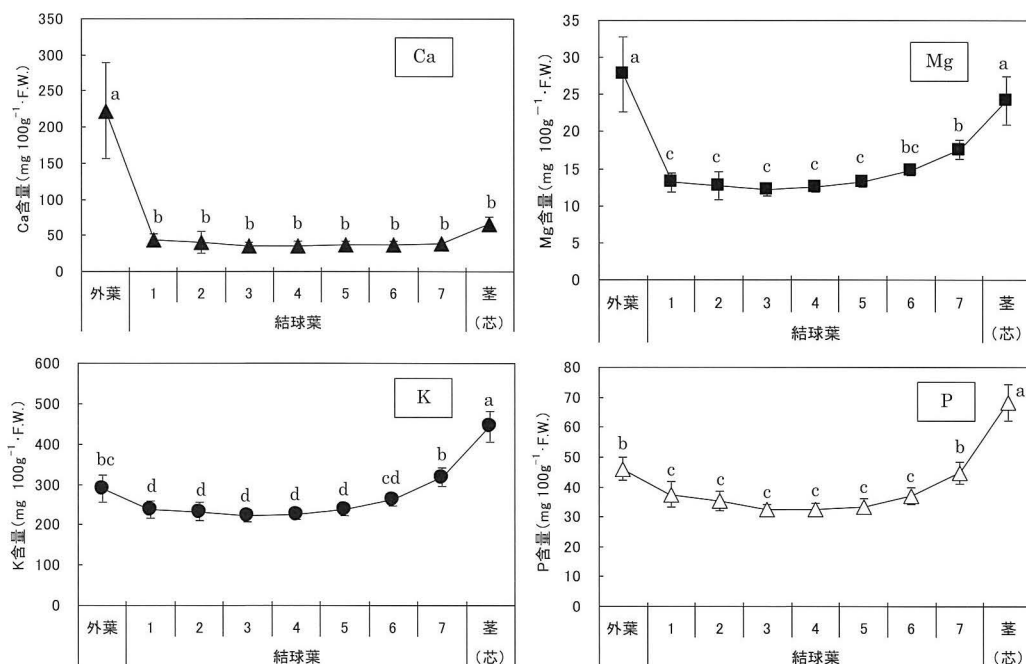 Ca
Ca含量(mg 100g⁻¹·F.W.)
350
300
250
200
150
100
50
0
a
b
b
b
b
b
b
b
b
外葉
1
2
3
4
5
6
7
茎
結球葉
(芯)
Mg
Mg含量(mg 100g⁻¹·F.W.)
35
30
25
20
15
10
5
0
a
c
c
c
c
c
bc
b
a
外葉
1
2
3
4
5
6
7
茎
結球葉
(芯)
K
K含量(mg 100g⁻¹·F.W.)
600
500
400
300
200
100
0
bc
d
d
d
d
d
cd
b
a
外葉
1
2
3
4
5
6
7
茎
結球葉
(芯)
P
P含量(mg 100g⁻¹·F.W.)
80
70
60
50
40
30
20
10
0
b
c
c
c
c
c
c
b
a
外葉
1
2
3
4
5
6
7
茎
結球葉
(芯)